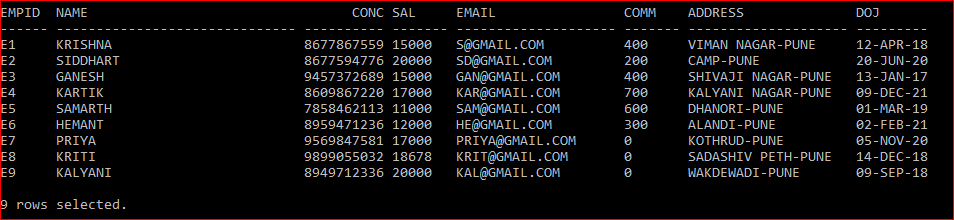 EMPID NAME CONC SAL EMAIL COMM ADDRESS DOJ
------ ------------------------------ ---------- ------ -------------------- ------- -------------------- ---------
E1 KRISHNA 8677867559 15000 S@GMAIL.COM 400 VIMAN NAGAR-PUNE 12-APR-18
E2 SIDDHART 8677594776 20000 SD@GMAIL.COM 200 CAMP-PUNE 20-JUN-20
E3 GANESH 9457372689 15000 GAN@GMAIL.COM 400 SHIVAJI NAGAR-PUNE 13-JAN-17
E4 KARTIK 8609867220 17000 KAR@GMAIL.COM 700 KALYANI NAGAR-PUNE 09-DEC-21
E5 SAMARTH 7858462113 11000 SAM@GMAIL.COM 600 DHANORI-PUNE 01-MAR-19
E6 HEMANT 8959471236 12000 HE@GMAIL.COM 300 ALANDI-PUNE 02-FEB-21
E7 PRIYA 9569847581 17000 PRIYA@GMAIL.COM 0 KOTHRUD-PUNE 05-NOV-20
E8 KRITI 9899055032 18678 KRIT@GMAIL.COM 0 SADASHIV PETH-PUNE 14-DEC-18
E9 KALYANI 8949712336 20000 KAL@GMAIL.COM 0 WAKDEWADI-PUNE 09-SEP-18
9 rows selected.